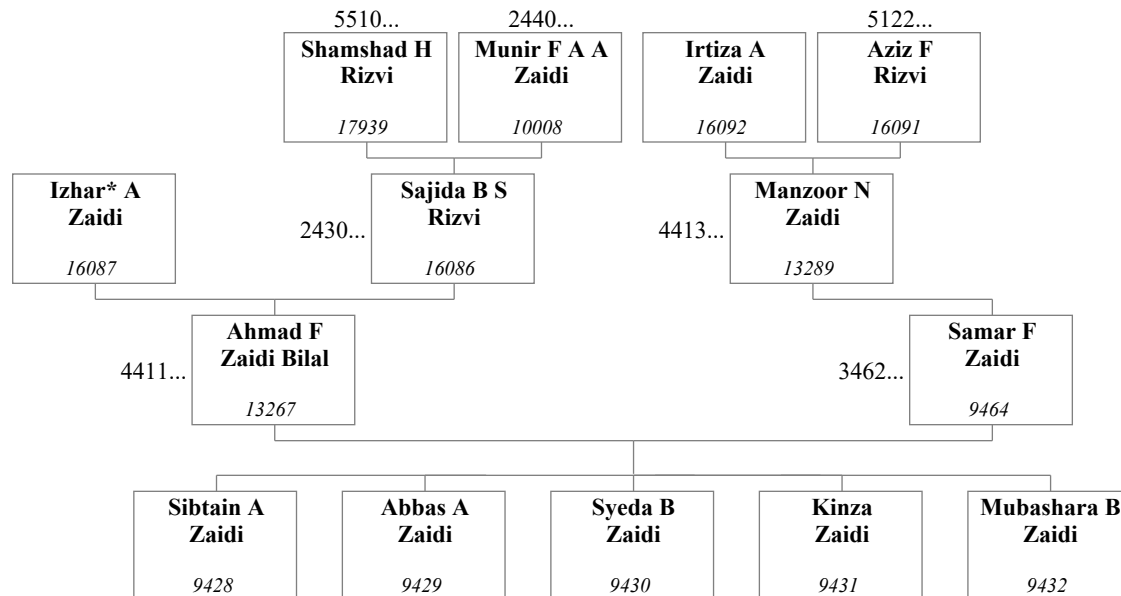 5510...
2440...
5122...
Shamshad H
Rizvi
17939
Munir F A A
Zaidi
10008
Irtiza A
Zaidi
16092
Aziz F
Rizvi
16091
Izhar* A
Zaidi
16087
2430...
Sajida B S
Rizvi
16086
4413...
Manzoor N
Zaidi
13289
4411...
Ahmad F
Zaidi Bilal
13267
3462...
Samar F
Zaidi
9464
Sibtain A
Zaidi
9428
Abbas A
Zaidi
9429
Syeda B
Zaidi
9430
Kinza
Zaidi
9431
Mubashara B
Zaidi
9432